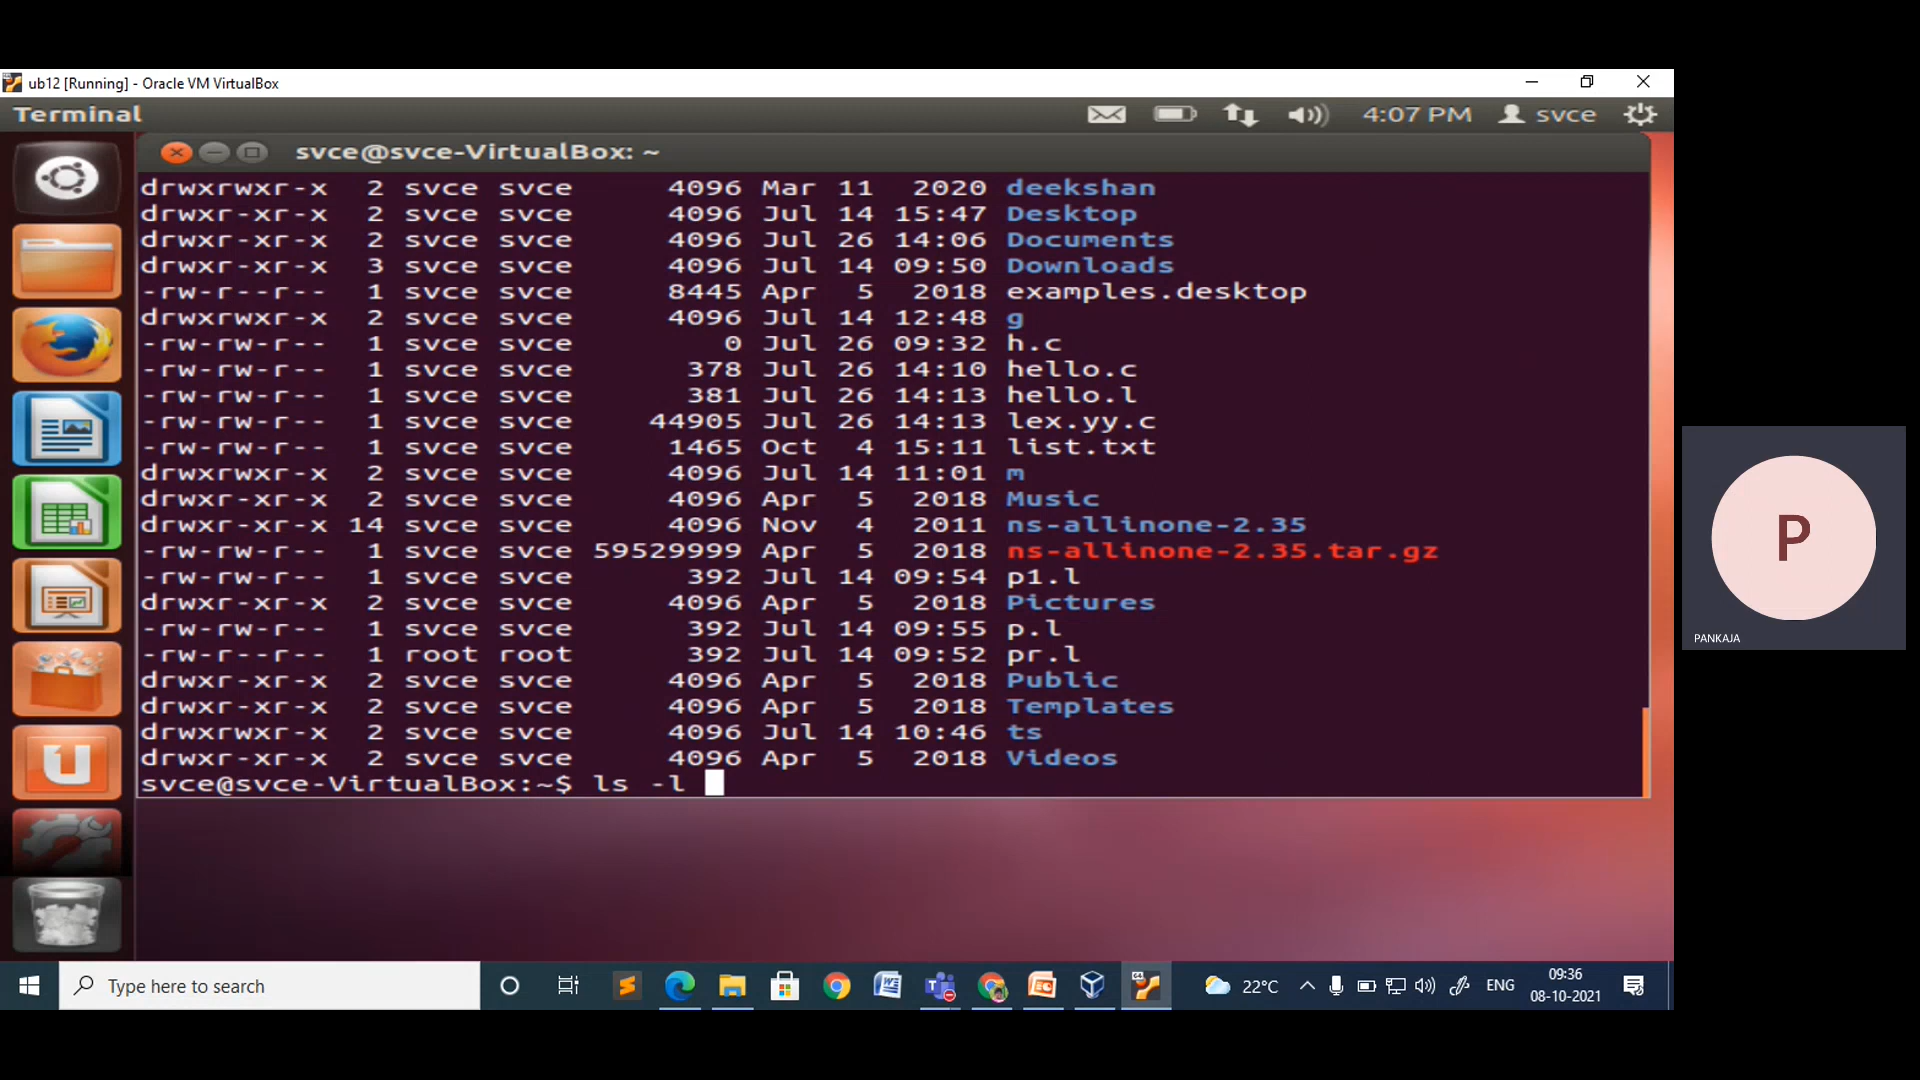 ub12 [Running] - Oracle VM VirtualBox
Terminal 4:07 PM svce
svce@svce-VirtualBox: ~
drwxrwxr-x 2 svce svce 4096 Mar 11 2020 deekshan
drwxr-xr-x 2 svce svce 4096 Jul 14 15:47 Desktop
drwxr-xr-x 2 svce svce 4096 Jul 26 14:06 Documents
drwxr-xr-x 3 svce svce 4096 Jul 14 09:50 Downloads
-rw-r--r-- 1 svce svce 8445 Apr 5 2018 examples.desktop
drwxrwxr-x 2 svce svce 4096 Jul 14 12:48 g
-rw-rw-r-- 1 svce svce 0 Jul 26 09:32 h.c
-rw-rw-r-- 1 svce svce 378 Jul 26 14:10 hello.c
-rw-rw-r-- 1 svce svce 381 Jul 26 14:13 hello.l
-rw-rw-r-- 1 svce svce 44905 Jul 26 14:13 lex.yy.c
-rw-rw-r-- 1 svce svce 1465 Oct 4 15:11 list.txt
drwxrwxr-x 2 svce svce 4096 Jul 14 11:01 m
drwxr-xr-x 2 svce svce 4096 Apr 5 2018 Music
drwxr-xr-x 14 svce svce 4096 Nov 4 2011 ns-allinone-2.35
-rw-rw-r-- 1 svce svce 59529999 Apr 5 2018 ns-allinone-2.35.tar.gz
-rw-rw-r-- 1 svce svce 392 Jul 14 09:54 p1.l
drwxr-xr-x 2 svce svce 4096 Apr 5 2018 Pictures
-rw-rw-r-- 1 svce svce 392 Jul 14 09:55 p.l
-rw-r--r-- 1 root root 392 Jul 14 09:52 pr.l
drwxr-xr-x 2 svce svce 4096 Apr 5 2018 Public
drwxr-xr-x 2 svce svce 4096 Apr 5 2018 Templates
drwxrwxr-x 2 svce svce 4096 Jul 14 10:46 ts
drwxr-xr-x 2 svce svce 4096 Apr 5 2018 Videos
svce@svce-VirtualBox:~$ ls -l
P
PANKAJA
Type here to search 22°C ENG 09:36
08-10-2021